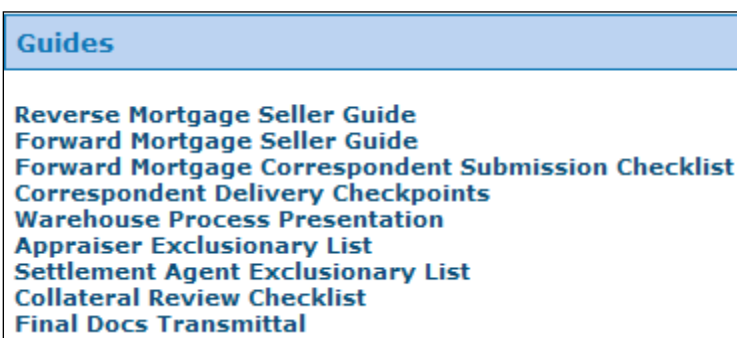 Guides
Reverse Mortgage Seller Guide
Forward Mortgage Seller Guide
Forward Mortgage Correspondent Submission Checklist
Correspondent Delivery Checkpoints
Warehouse Process Presentation
Appraiser Exclusionary List
Settlement Agent Exclusionary List
Collateral Review Checklist
Final Docs Transmittal